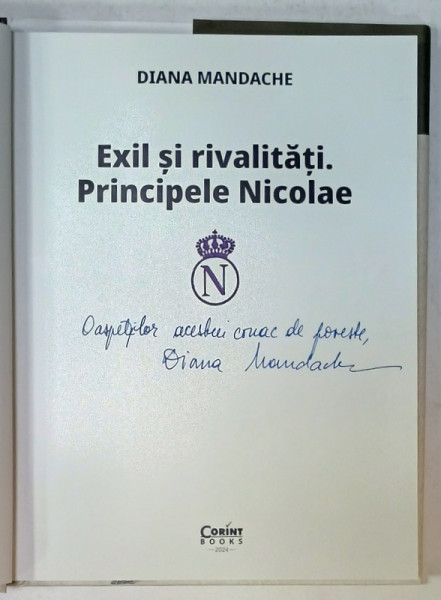 DIANA MANDACHE
Exil și rivalități.
Principele Nicolae
N
Oaspeților acestui conac de poveste,
Diana Mandache
CORINT
BOOKS
2024